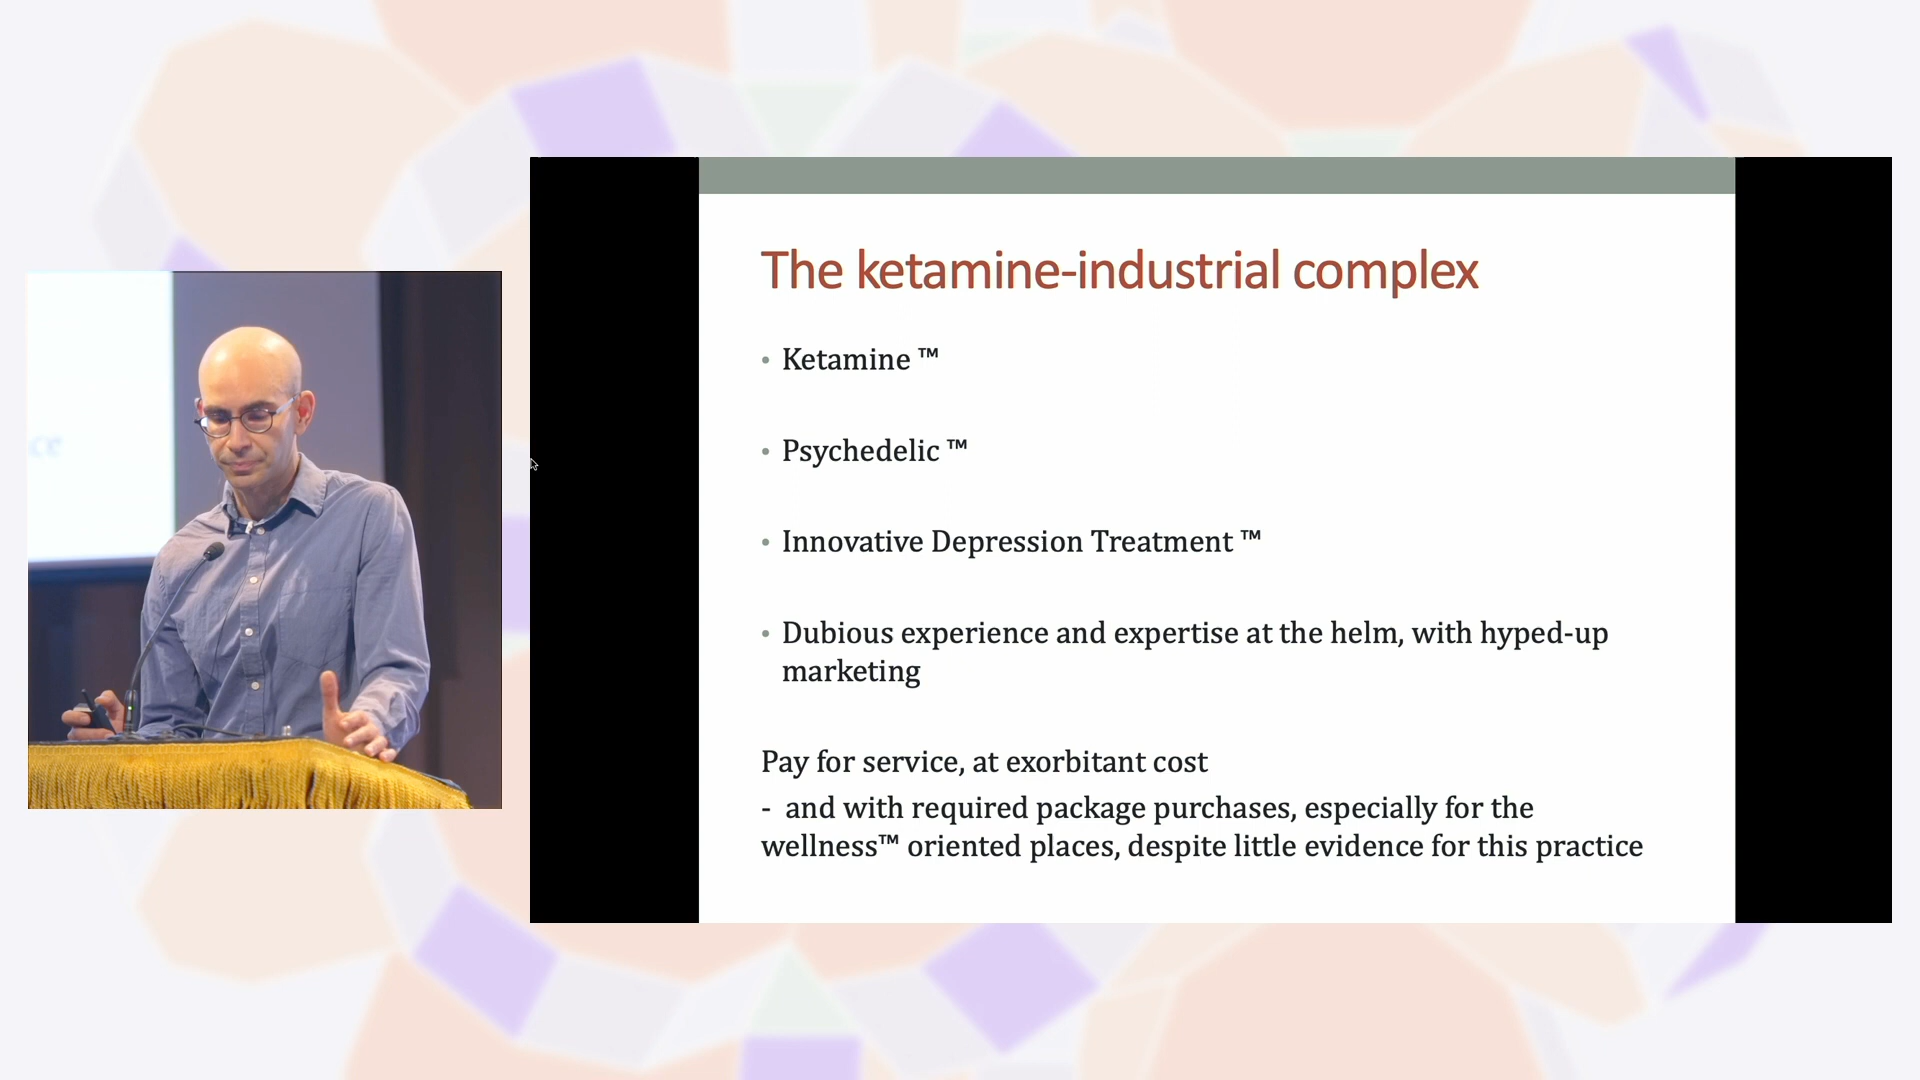 The ketamine-industrial complex
• Ketamine ™
• Psychedelic ™
• Innovative Depression Treatment ™
• Dubious experience and expertise at the helm, with hyped-up
marketing
Pay for service, at exorbitant cost
- and with required package purchases, especially for the
wellness™ oriented places, despite little evidence for this practice
ce